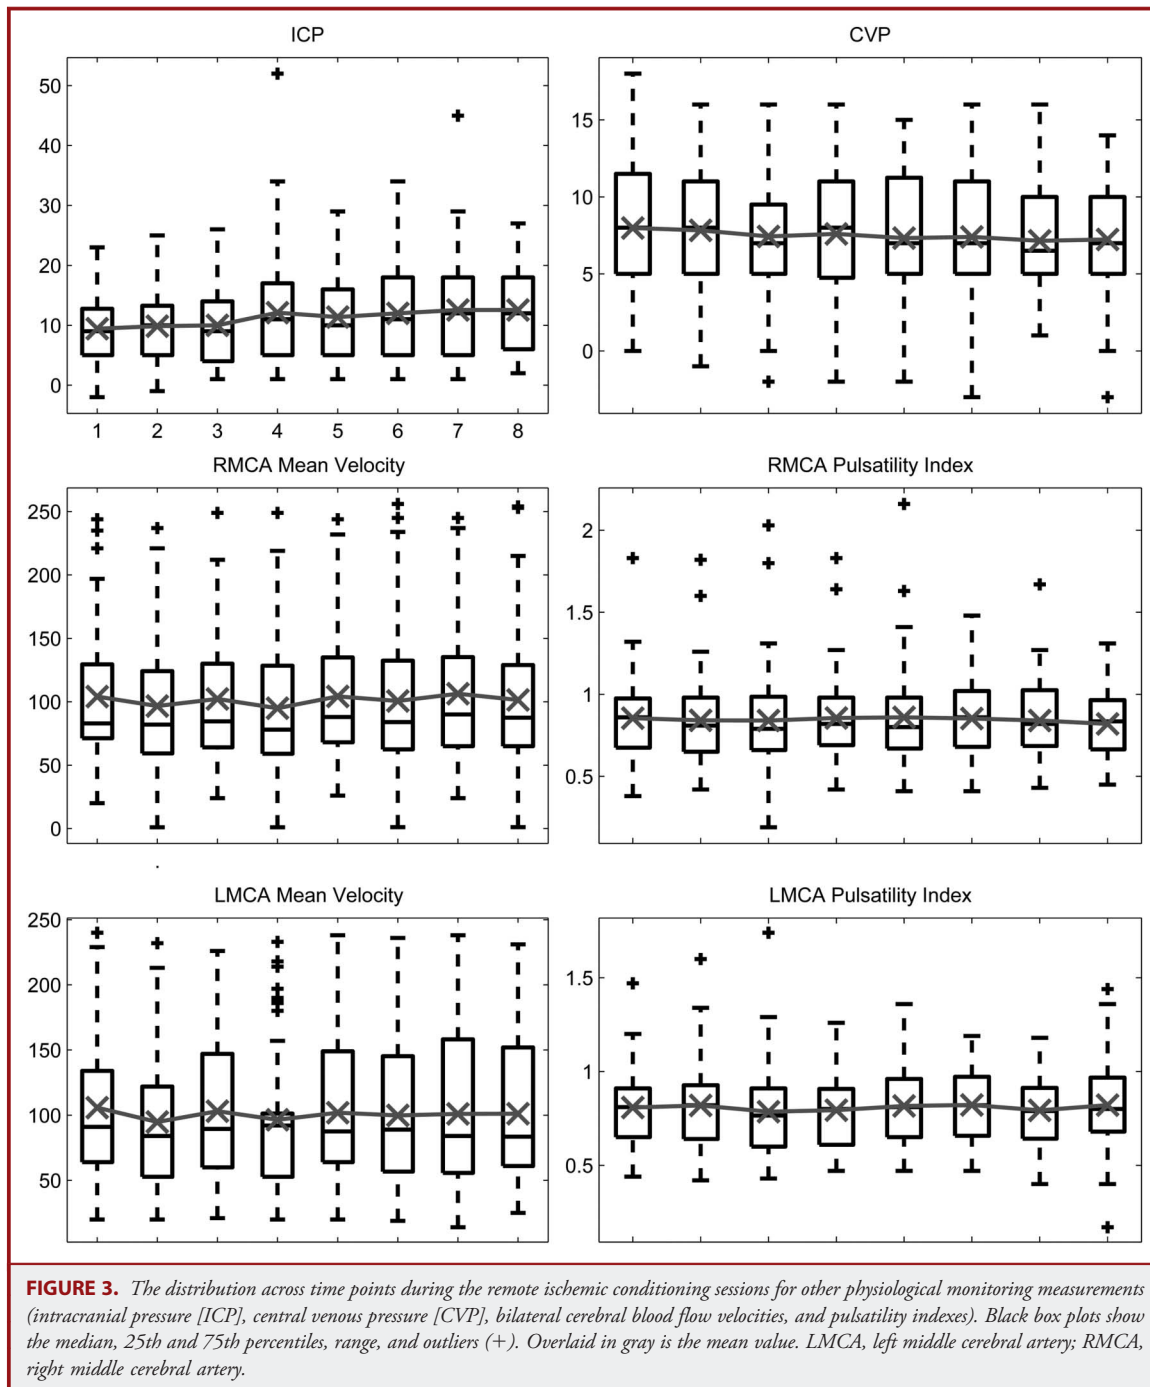 ICP
CVP
50
40
30
20
10
0
1 2 3 4 5 6 7 8
15
10
5
0
RMCA Mean Velocity
RMCA Pulsatility Index
250
200
150
100
50
0
2
1.5
1
0.5
LMCA Mean Velocity
LMCA Pulsatility Index
250
200
150
100
50
1.5
1
0.5
FIGURE 3. The distribution across time points during the remote ischemic conditioning sessions for other physiological monitoring measurements
(intracranial pressure [ICP], central venous pressure [CVP], bilateral cerebral blood flow velocities, and pulsatility indexes). Black box plots show
the median, 25th and 75th percentiles, range, and outliers (+). Overlaid in gray is the mean value. LMCA, left middle cerebral artery; RMCA,
right middle cerebral artery.